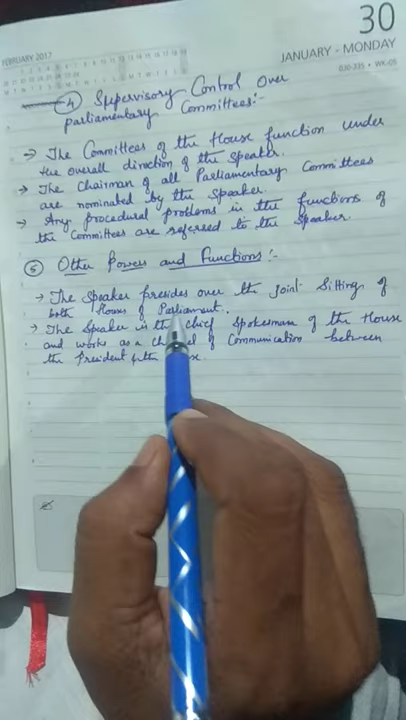 30
FEBRUARY 2017
JANUARY - MONDAY
030-335 • WK-05
④ Supervisory Control Over
parliamentary Committees:-
→ The Committees of the House function under
the overall direction of the Speaker.
→ The Chairman of all Parliamentary Committees
are nominated by the Speaker.
→ Any procedural problems in the functions of
the Committees are referred to the Speaker.
⑤ Other Powers and Functions:-
→ The Speaker presides over the joint Sitting of
both Houses of Parliament.
→ The Speaker is the chief Spokesman of the House
and works as a of Communication between
the President